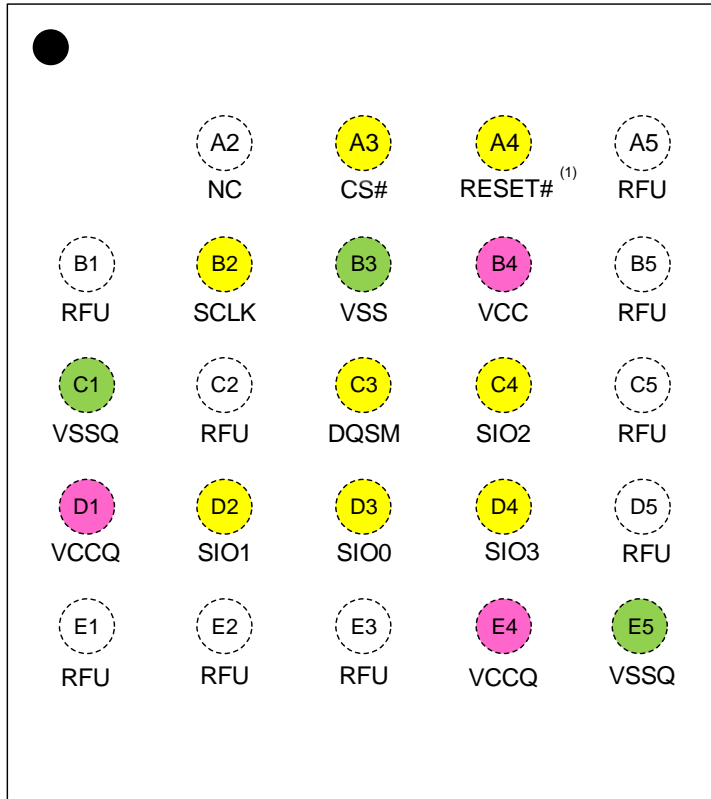 A2 A3 A4 A5
NC CS# RESET# (1) RFU
B1 B2 B3 B4 B5
RFU SCLK VSS VCC RFU
C1 C2 C3 C4 C5
VSSQ RFU DQSM SIO2 RFU
D1 D2 D3 D4 D5
VCCQ SIO1 SIO0 SIO3 RFU
E1 E2 E3 E4 E5
RFU RFU RFU VCCQ VSSQ